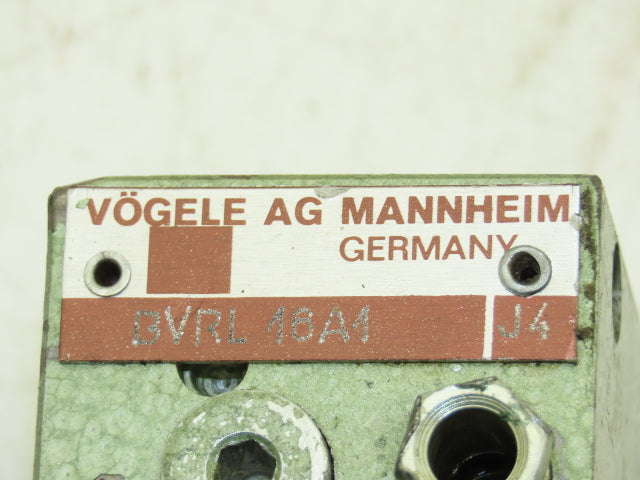 VÖGELE AG MANNHEIM
GERMANY
BVRL 16A1 J4